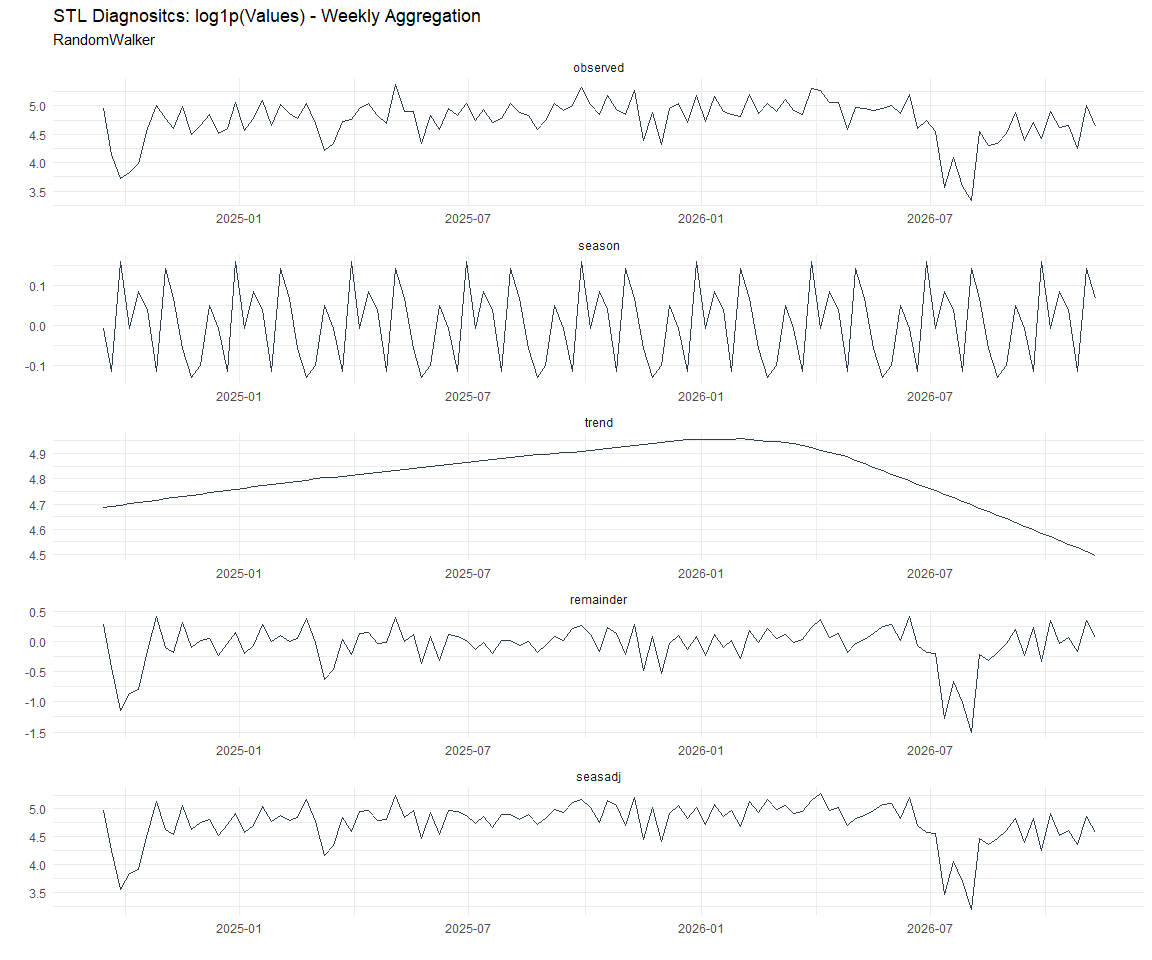 STL Diagnositcs: log1p(Values) - Weekly Aggregation
RandomWalker
observed
5.0
4.5
4.0
3.5
2025-01 2025-07 2026-01 2026-07
season
0.1
0.0
-0.1
2025-01 2025-07 2026-01 2026-07
trend
4.9
4.8
4.7
4.6
4.5
2025-01 2025-07 2026-01 2026-07
remainder
0.5
0.0
-0.5
-1.0
-1.5
2025-01 2025-07 2026-01 2026-07
seasadj
5.0
4.5
4.0
3.5
2025-01 2025-07 2026-01 2026-07